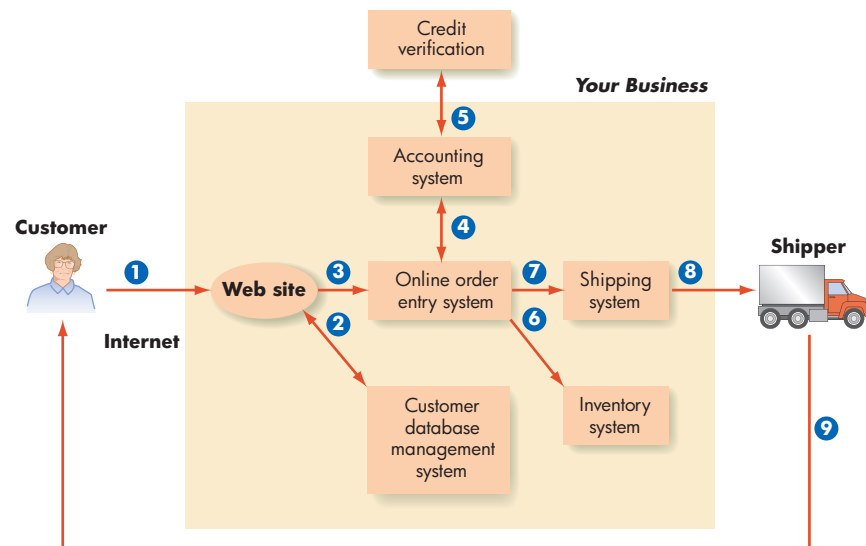 Credit
verification
Your Business
5
Accounting
system
Customer
4
Shipper
1
3
7
8
Web site
Online order
entry system
Shipping
system
Internet
2
6
Customer
database
management
system
Inventory
system
9